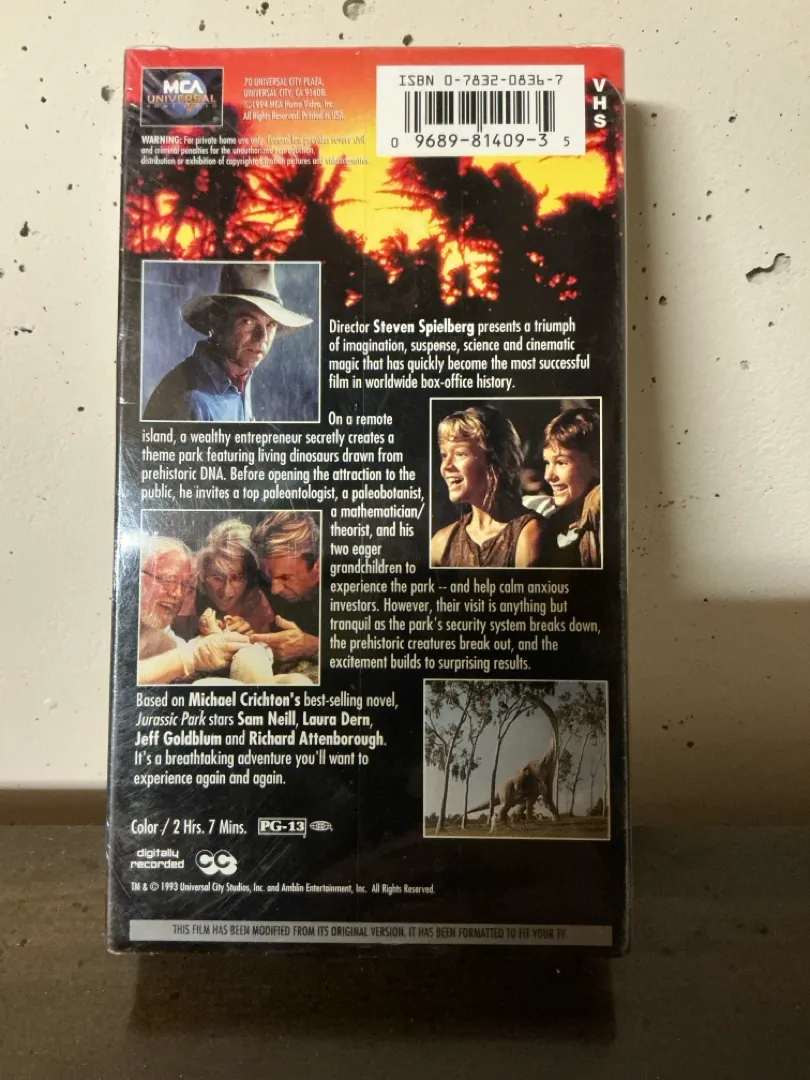 MCA
UNIVERSAL
HOME VIDEO
70 UNIVERSAL CITY PLAZA,
UNIVERSAL CITY, CA 91608.
©1994 MCA Home Video, Inc.
All Rights Reserved. Printed in USA.
ISBN 0-7832-0836-7
0 9689-81409-3 5
VHS
WARNING: For private home use only. Federal law provides severe civil
and criminal penalties for the unauthorized reproduction,
distribution or exhibition of copyrighted motion pictures and videotapes.
Director Steven Spielberg presents a triumph
of imagination, suspense, science and cinematic
magic that has quickly become the most successful
film in worldwide box-office history.
On a remote
island, a wealthy entrepreneur secretly creates a
theme park featuring living dinosaurs drawn from
prehistoric DNA. Before opening the attraction to the
public, he invites a top paleontologist, a paleobotanist,
a mathematician/
theorist, and his
two eager
grandchildren to
experience the park -- and help calm anxious
investors. However, their visit is anything but
tranquil as the park's security system breaks down,
the prehistoric creatures break out, and the
excitement builds to surprising results.
Based on Michael Crichton's best-selling novel,
Jurassic Park stars Sam Neill, Laura Dern,
Jeff Goldblum and Richard Attenborough.
It's a breathtaking adventure you'll want to
experience again and again.
Color / 2 Hrs. 7 Mins. PG-13
digitally
recorded CC
TM & © 1993 Universal City Studios, Inc. and Amblin Entertainment, Inc. All Rights Reserved.
THIS FILM HAS BEEN MODIFIED FROM ITS ORIGINAL VERSION. IT HAS BEEN FORMATTED TO FIT YOUR TV.